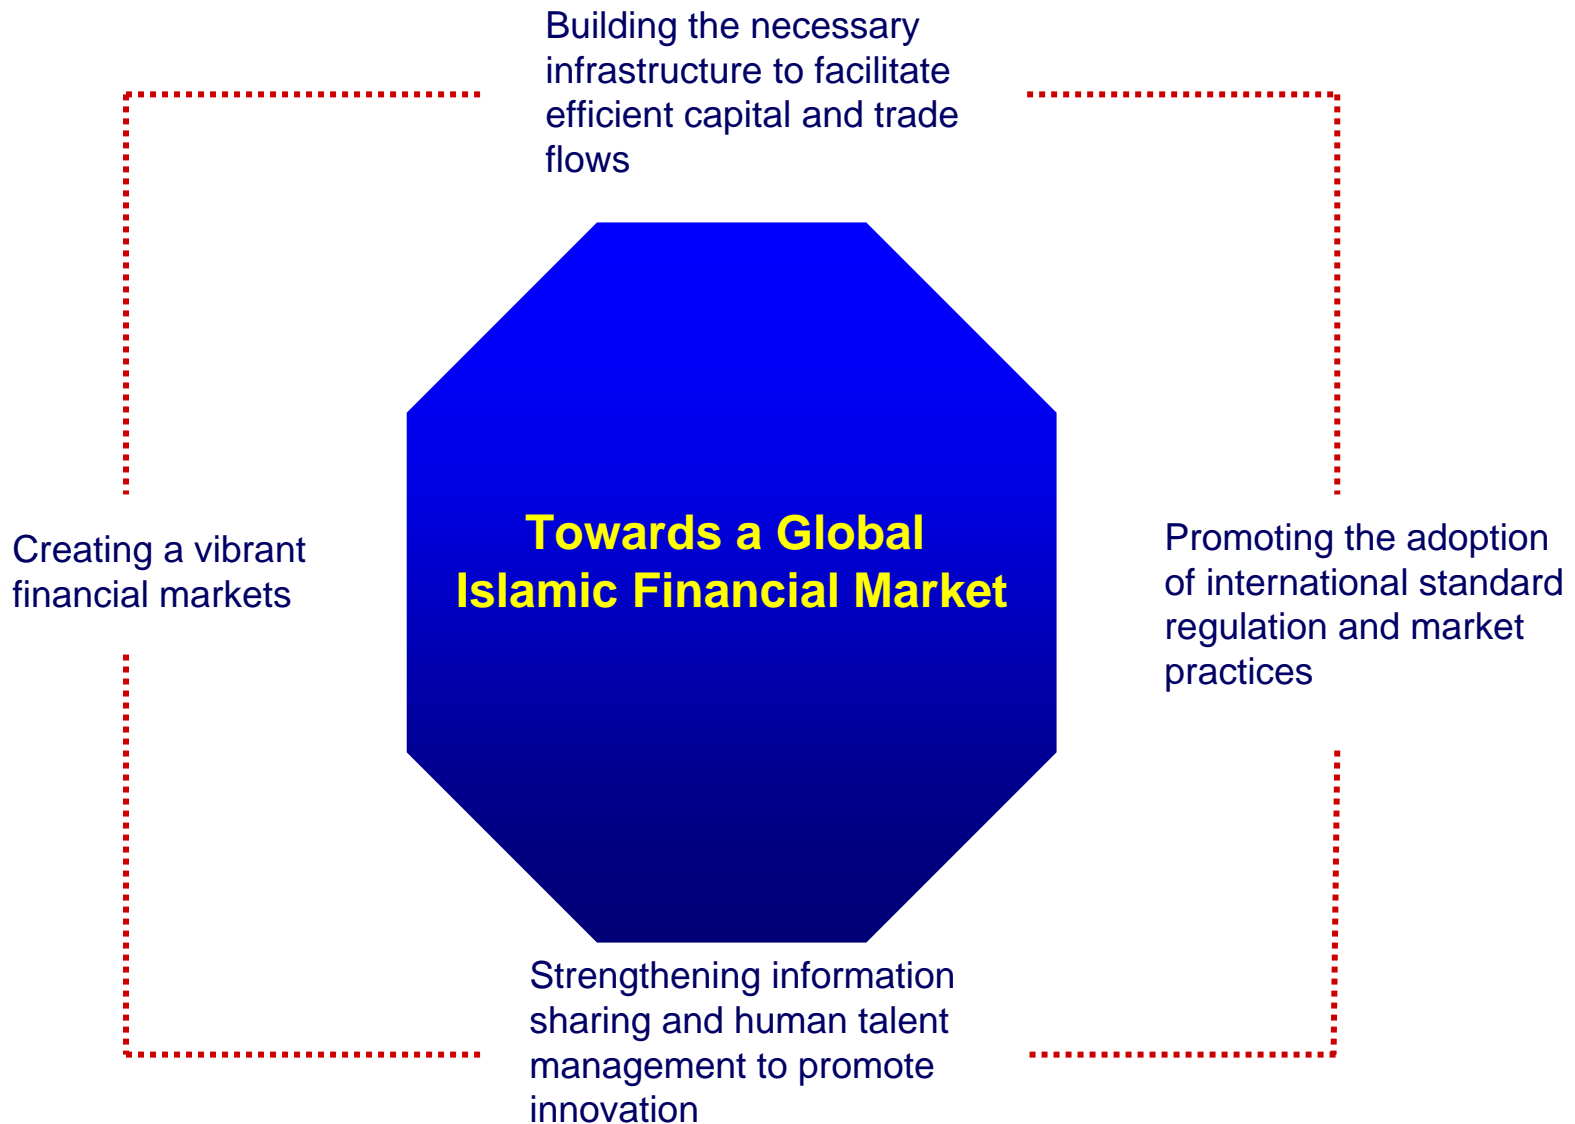 Building the necessary
infrastructure to facilitate
efficient capital and trade
flows
Creating a vibrant
financial markets
Towards a Global
Islamic Financial Market
Promoting the adoption
of international standard
regulation and market
practices
Strengthening information
sharing and human talent
management to promote
innovation